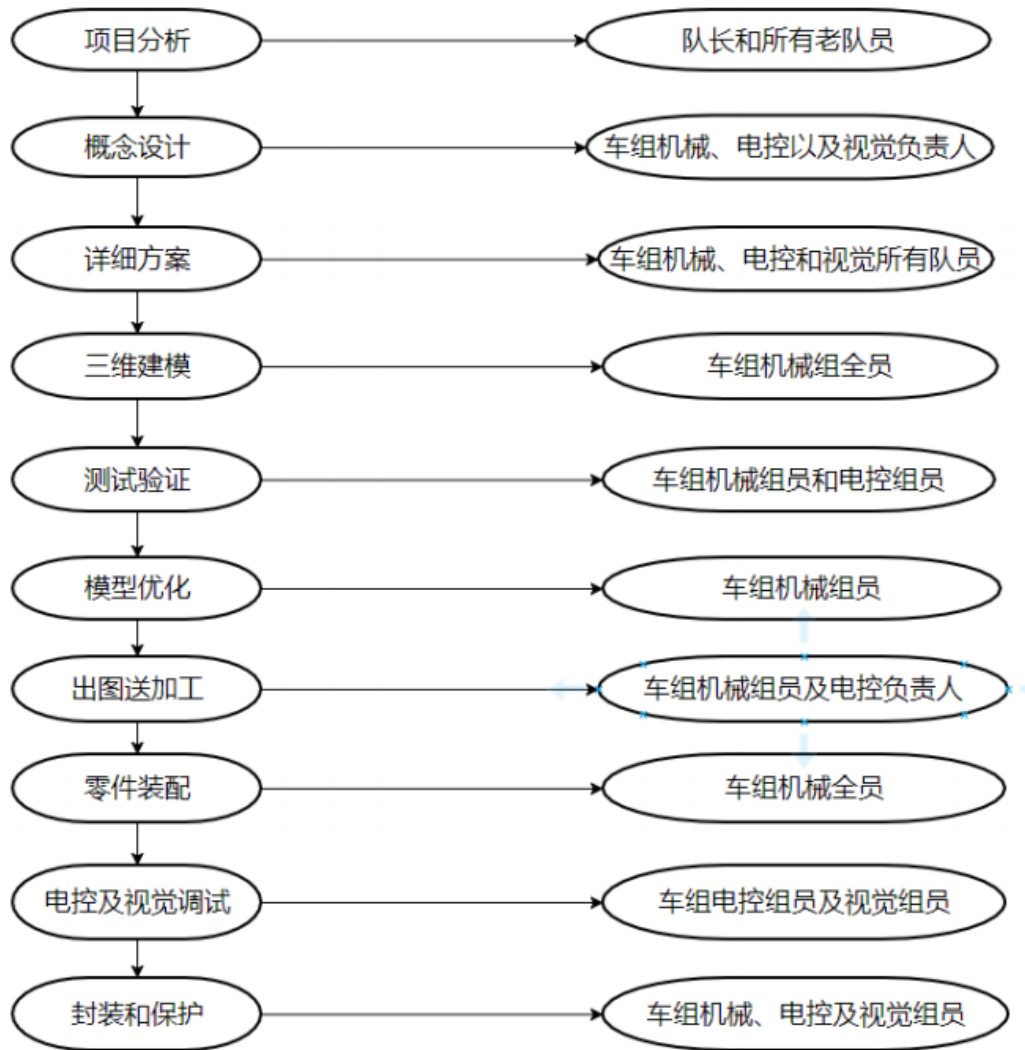 项目分析
队长和所有老队员
概念设计
车组机械、电控以及视觉负责人
详细方案
车组机械、电控和视觉所有队员
三维建模
车组机械组全员
测试验证
车组机械组员和电控组员
模型优化
车组机械组员
出图送加工
车组机械组员及电控负责人
零件装配
车组机械全员
电控及视觉调试
车组电控组员及视觉组员
封装和保护
车组机械、电控及视觉组员